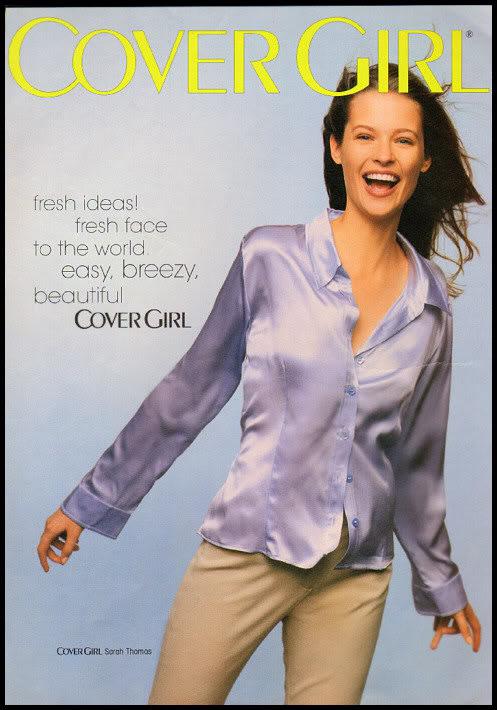 COVER GIRL®
fresh ideas!
fresh face
to the world.
easy, breezy,
beautiful
COVER GIRL
COVER GIRL Sarah Thomas